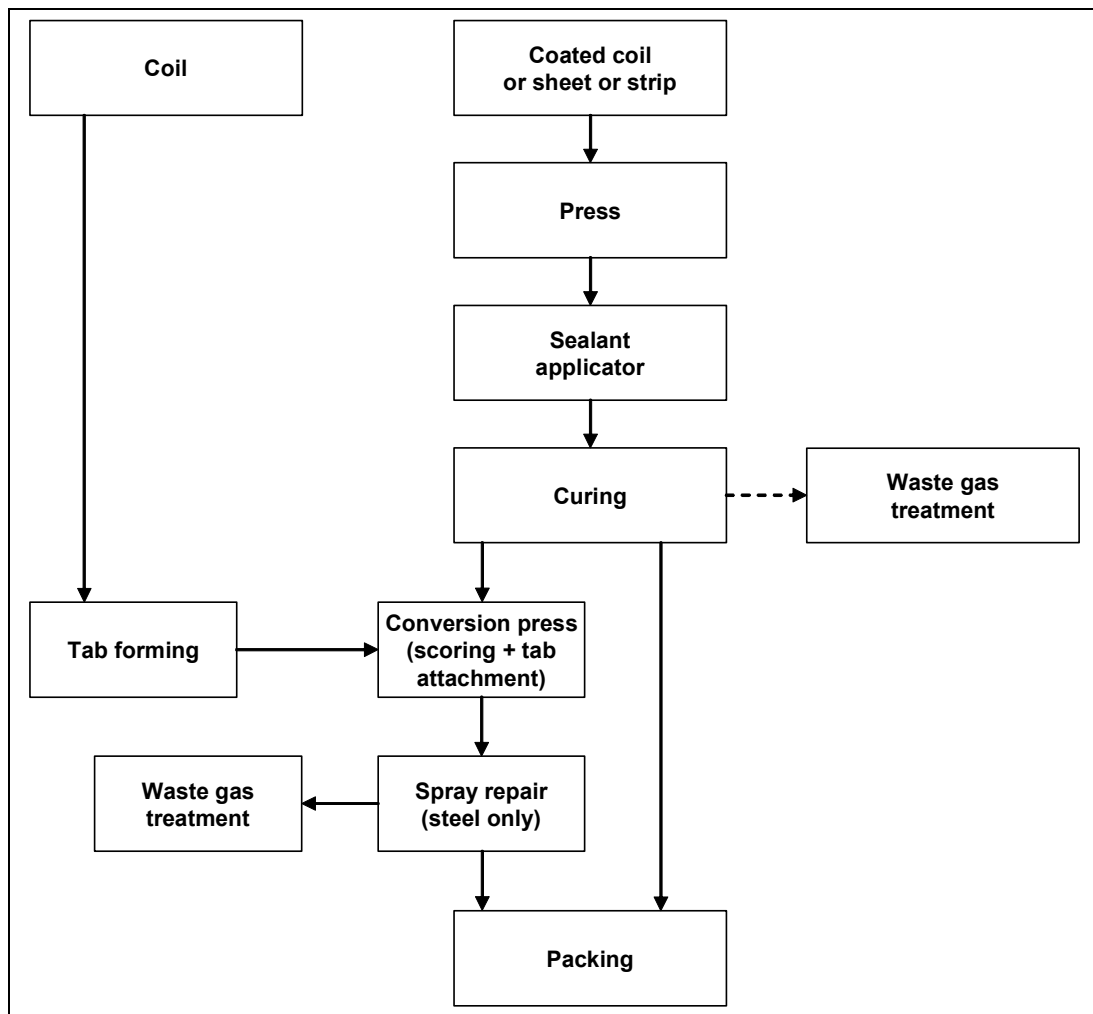 Coil
Coated coil
or sheet or strip
Press
Sealant
applicator
Curing
Waste gas
treatment
Tab forming
Conversion press
(scoring + tab
attachment)
Waste gas
treatment
Spray repair
(steel only)
Packing